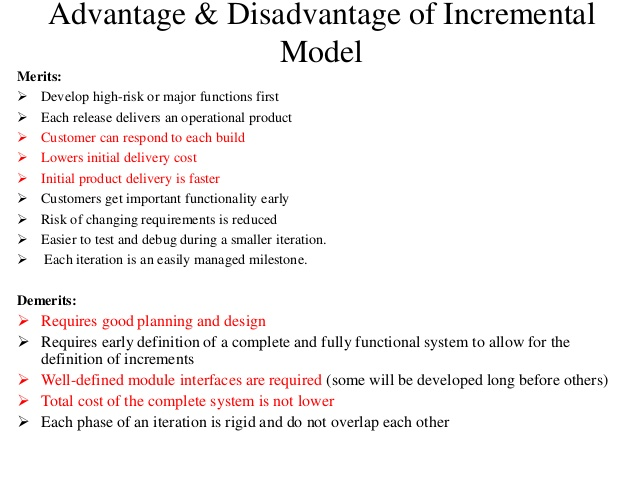 Advantage & Disadvantage of Incremental
Model
Merits:
➢ Develop high-risk or major functions first
➢ Each release delivers an operational product
➢ Customer can respond to each build
➢ Lowers initial delivery cost
➢ Initial product delivery is faster
➢ Customers get important functionality early
➢ Risk of changing requirements is reduced
➢ Easier to test and debug during a smaller iteration.
➢ Each iteration is an easily managed milestone.
Demerits:
➢ Requires good planning and design
➢ Requires early definition of a complete and fully functional system to allow for the
definition of increments
➢ Well-defined module interfaces are required (some will be developed long before others)
➢ Total cost of the complete system is not lower
➢ Each phase of an iteration is rigid and do not overlap each other